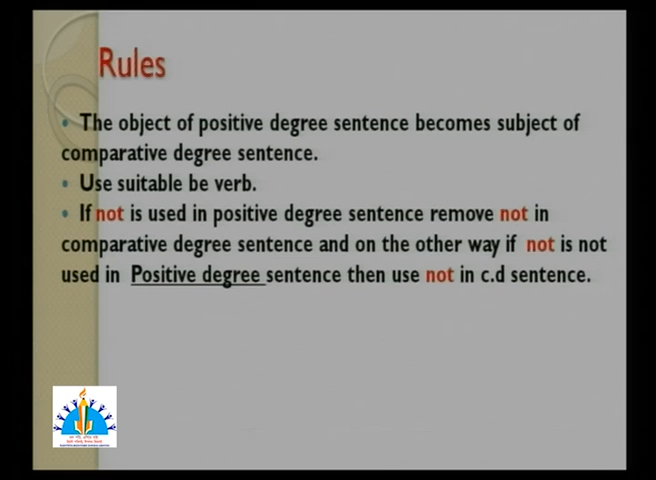 Rules
• The object of positive degree sentence becomes subject of
comparative degree sentence.
• Use suitable be verb.
• If not is used in positive degree sentence remove not in
comparative degree sentence and on the other way if not is not
used in Positive degree sentence then use not in c.d sentence.